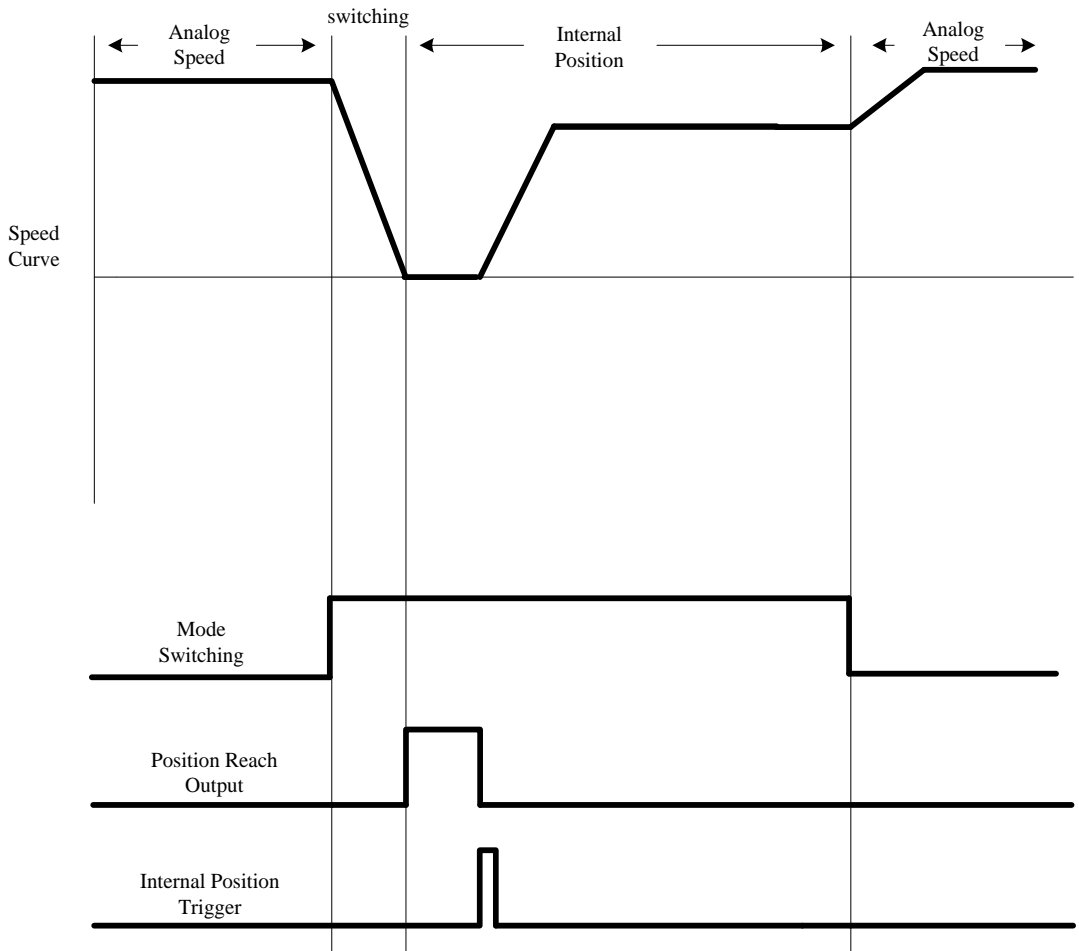 switching
Analog
Speed
Internal
Position
Analog
Speed
Speed
Curve
Mode
Switching
Position Reach
Output
Internal Position
Trigger